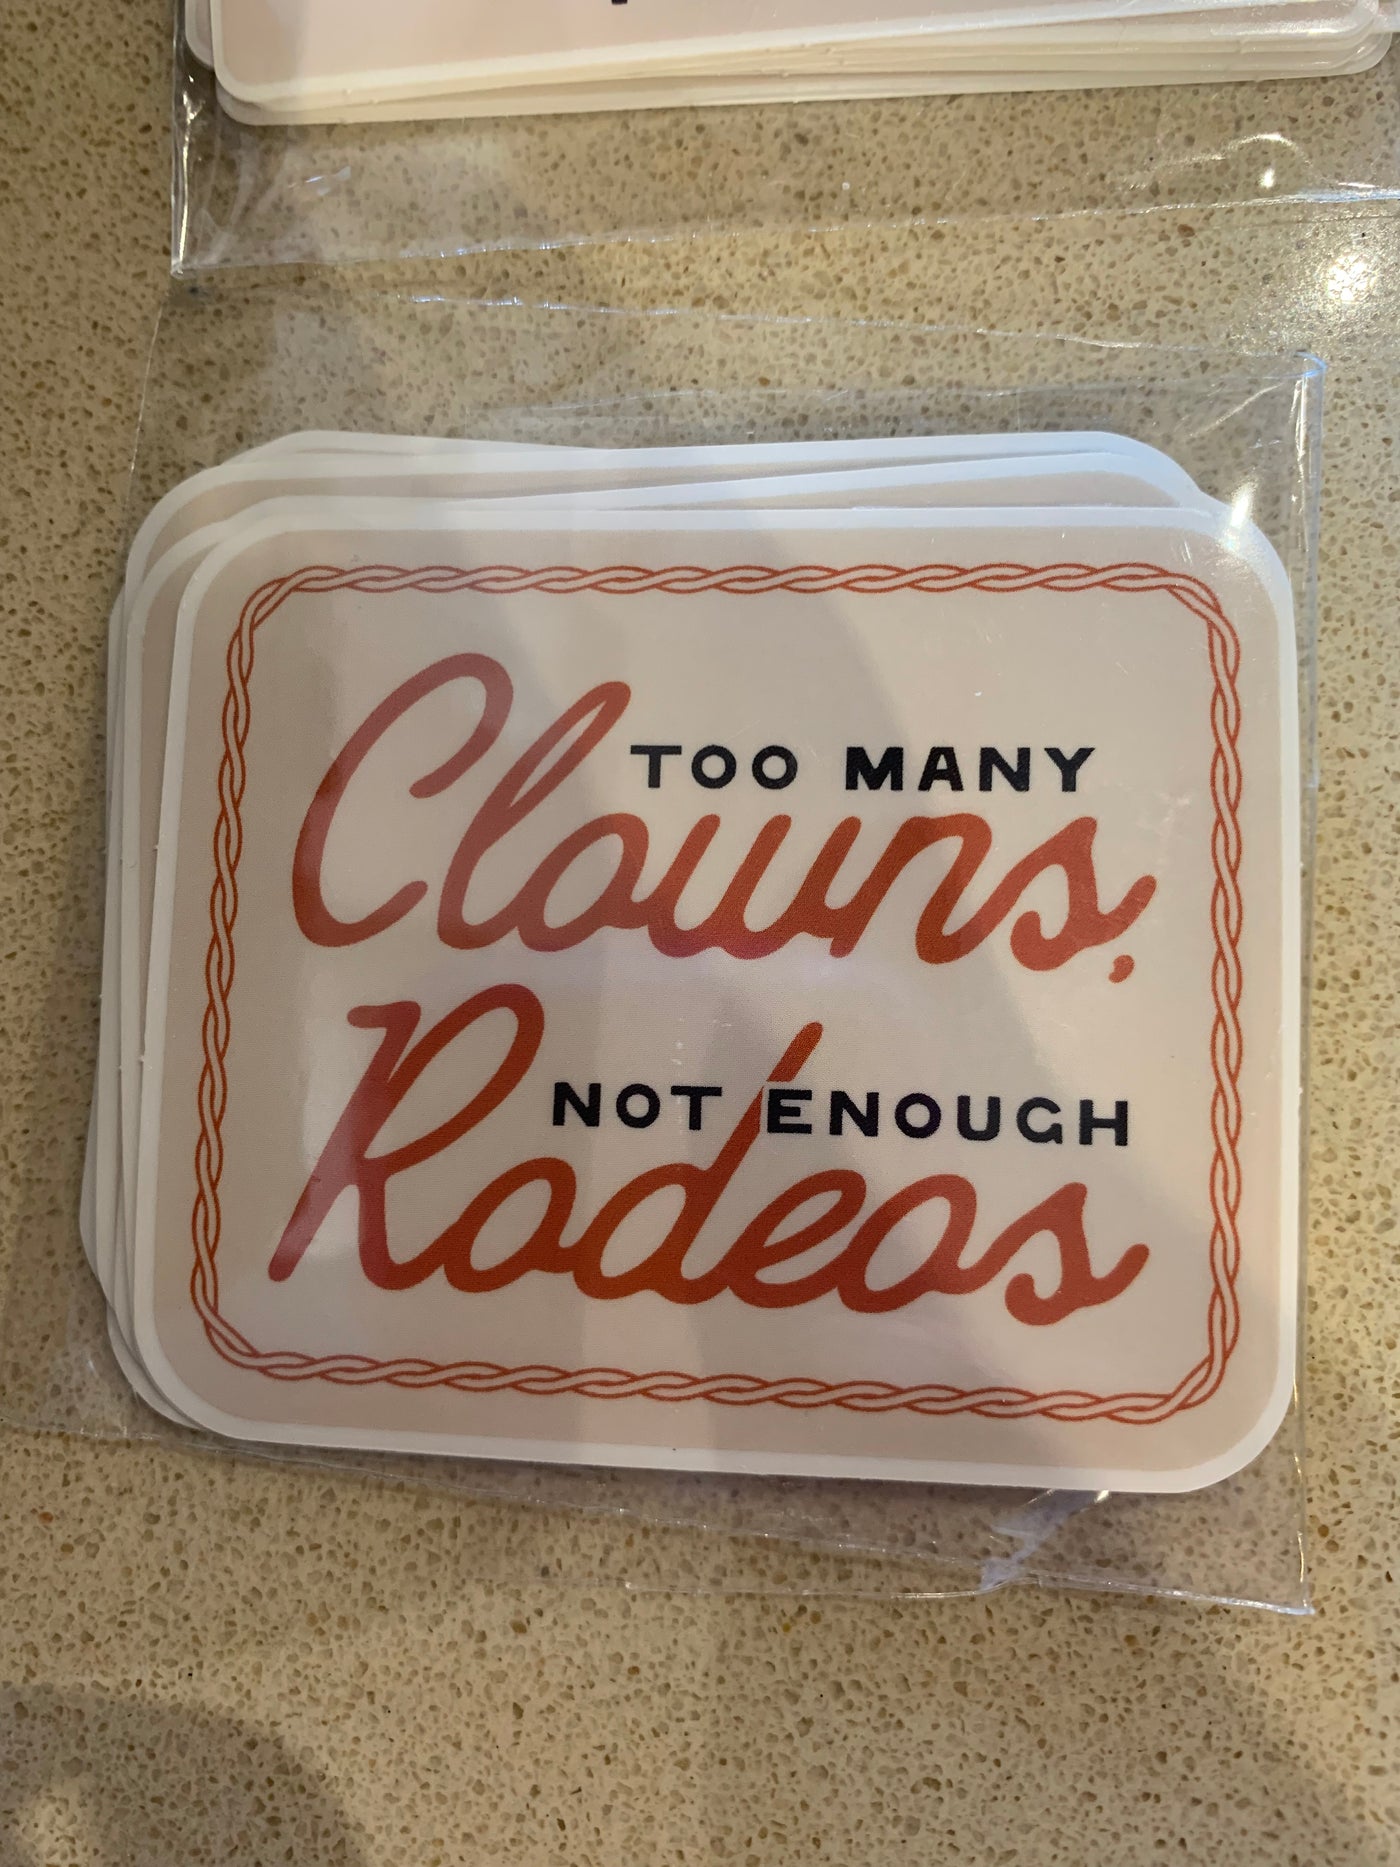 TOO MANY
Clowns,
NOT ENOUGH
Rodeos